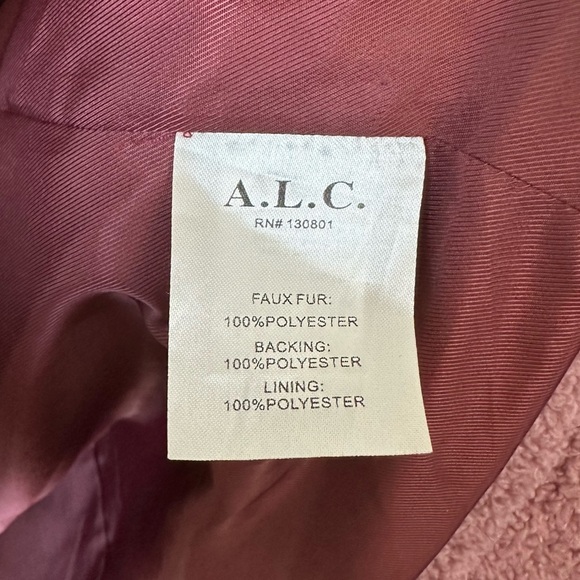 A.L.C.
RN# 130801
FAUX FUR:
100%POLYESTER
BACKING:
100%POLYESTER
LINING:
100%POLYESTER